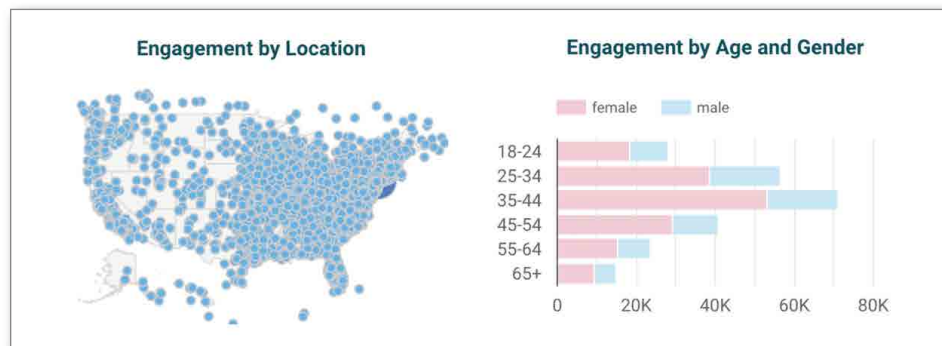 Engagement by Location
Engagement by Age and Gender
female male
18-24
25-34
35-44
45-54
55-64
65+
0 20K 40K 60K 80K